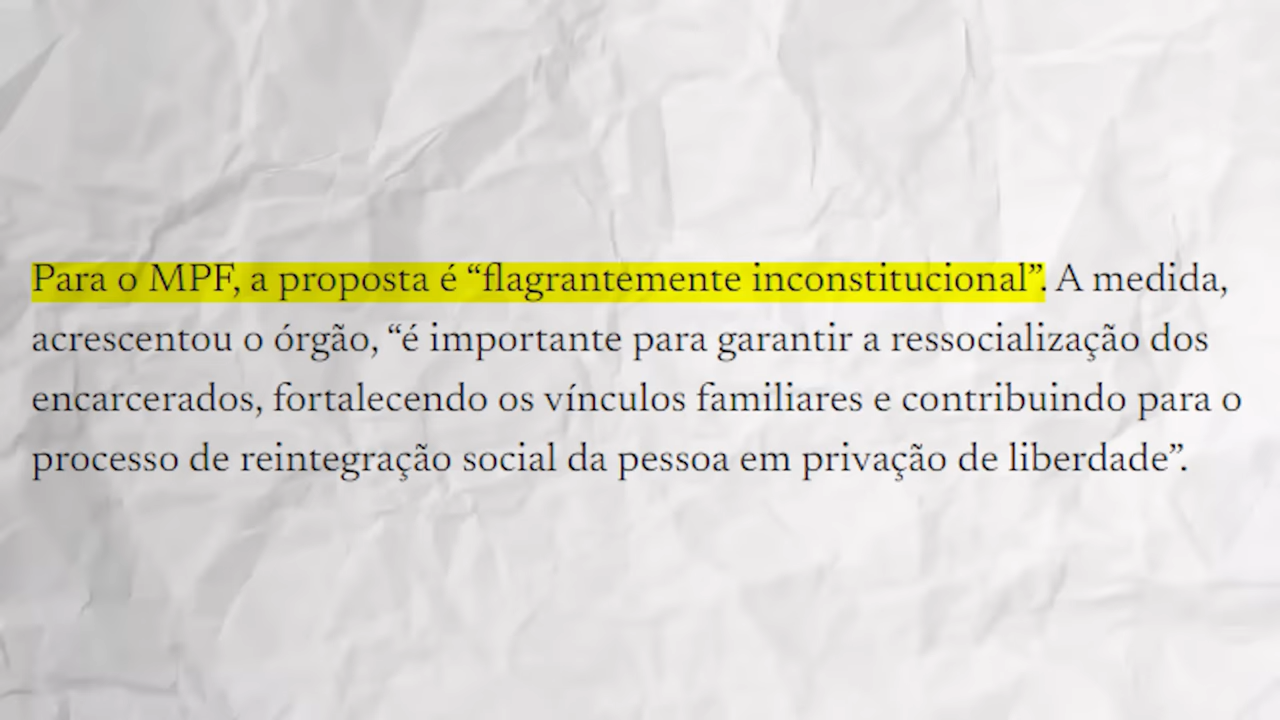 Para o MPF, a proposta é “flagrantemente inconstitucional”. A medida,
acrescentou o órgão, “é importante para garantir a ressocialização dos
encarcerados, fortalecendo os vínculos familiares e contribuindo para o
processo de reintegração social da pessoa em privação de liberdade”.